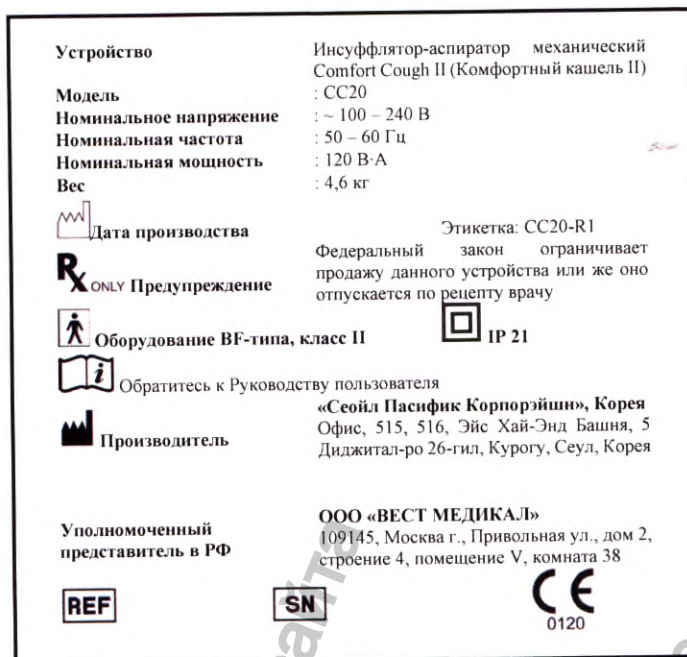 Устройство Инсуффлятор-аспиратор механический
Comfort Cough II (Комфортный кашель II)
Модель : CC20
Номинальное напряжение : ~ 100 – 240 В
Номинальная частота : 50 – 60 Гц
Номинальная мощность : 120 В·А
Вес : 4,6 кг
Дата производства Этикетка: CC20-R1
Rx ONLY Предупреждение Федеральный закон ограничивает
продажу данного устройства или же оно
отпускается по рецепту врачу
Оборудование BF-типа, класс II IP 21
i Обратитесь к Руководству пользователя
Производитель «Сеойл Пасифик Корпорэйшн», Корея
Офис, 515, 516, Эйс Хай-Энд Башня, 5
Диджитал-ро 26-гил, Курогу, Сеул, Корея
Уполномоченный
представитель в РФ
ООО «ВЕСТ МЕДИКАЛ»
109145, Москва г., Привольная ул., дом 2,
строение 4, помещение V, комната 38
REF SN CE
0120